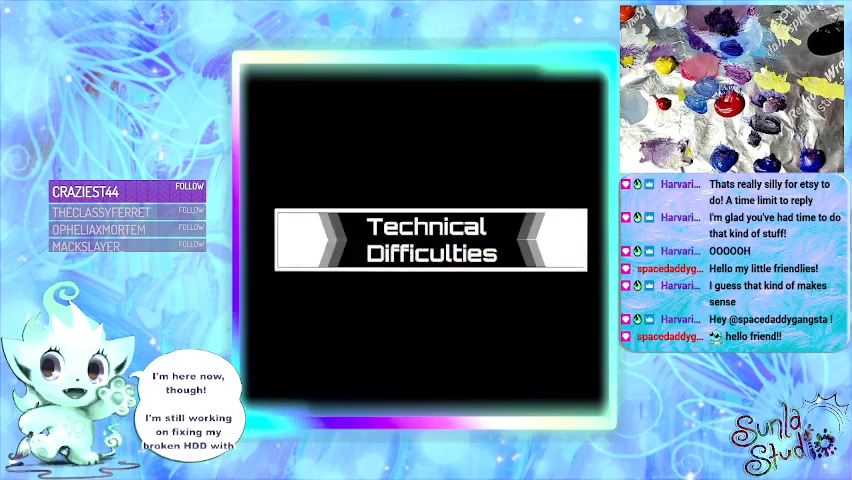 CRAZIEST44 FOLLOW
THECLASSYFERRET FOLLOW
OPHELIAXMORTEM FOLLOW
MACKSLAYER_ FOLLOW
Technical
Difficulties
I'm here now,
though!
I'm still working
on fixing my
broken HDD with
Harvari... Thats really silly for etsy to
do! A time limit to reply
Harvari... I'm glad you've had time to do
that kind of stuff!
Harvari... OOOOOH
spacedaddyg... Hello my little friendlies!
Harvari... I guess that kind of makes
sense
Harvari... Hey @spacedaddygangsta !
spacedaddyg... hello friend!!
Sunla
Studios